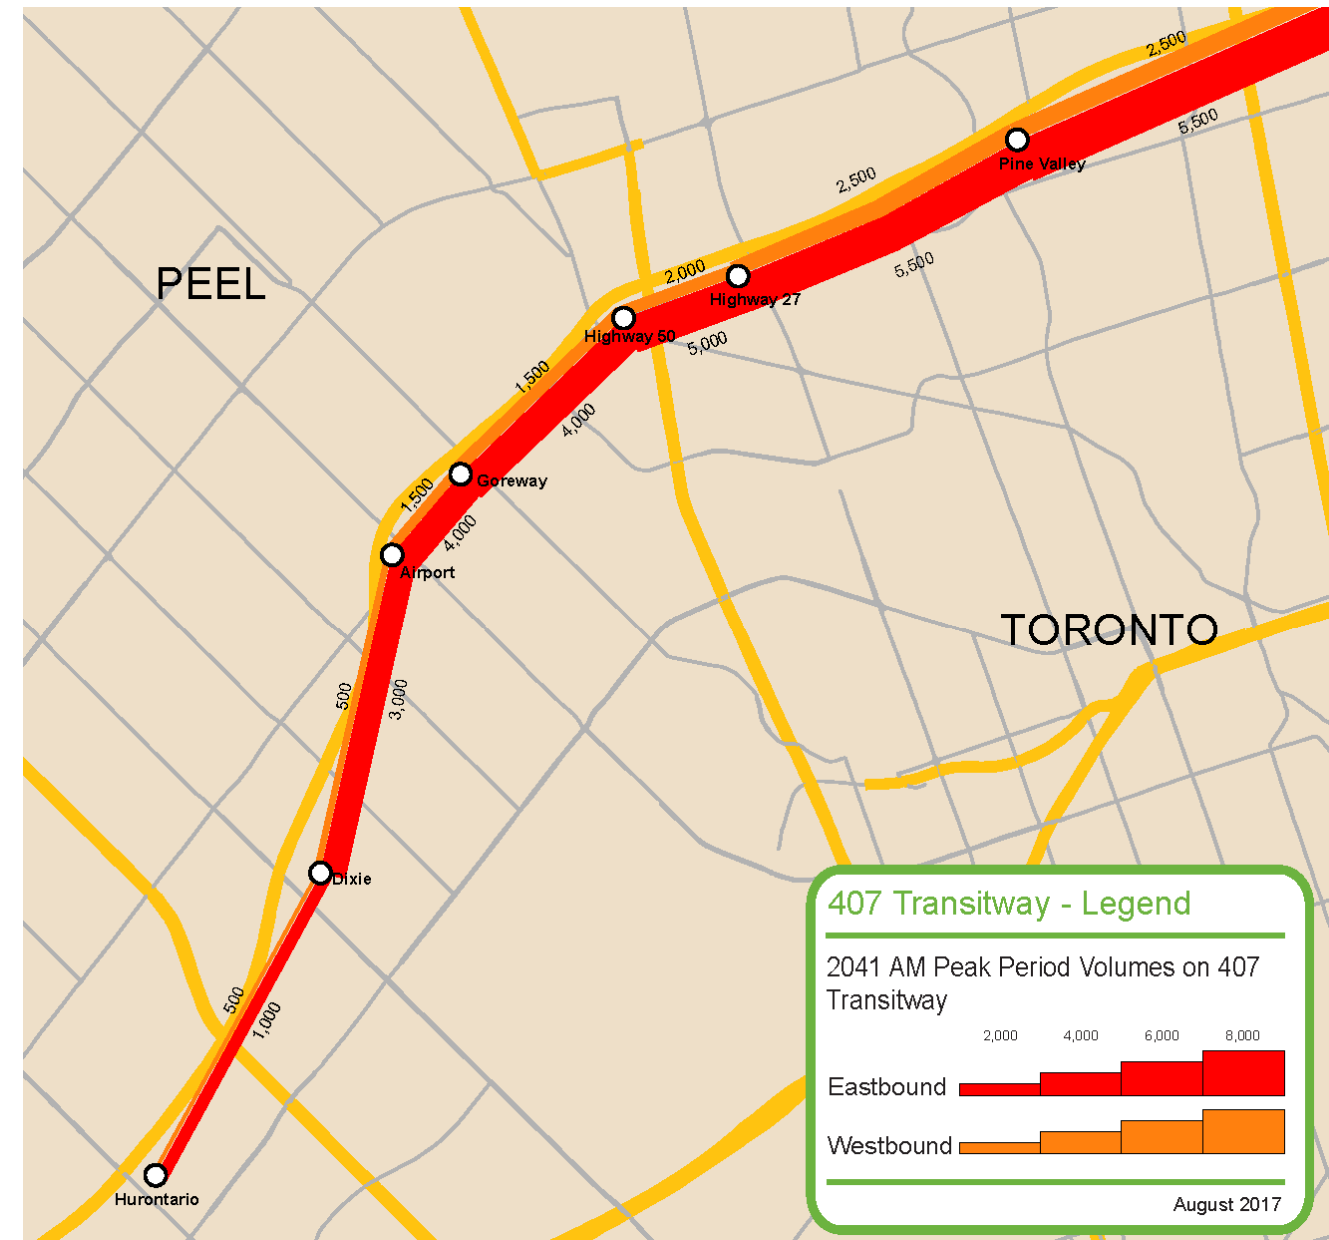 2,500
5,500
Pine Valley
2,500
5,500
PEEL
2,000
Highway 27
Highway 50
5,000
1,500
4,000
Goreway
1,500
4,000
Airport
TORONTO
500
3,000
Dixie
500
1,000
Hurontario
407 Transitway - Legend
2041 AM Peak Period Volumes on 407
Transitway
2,000 4,000 6,000 8,000
Eastbound
Westbound
August 2017